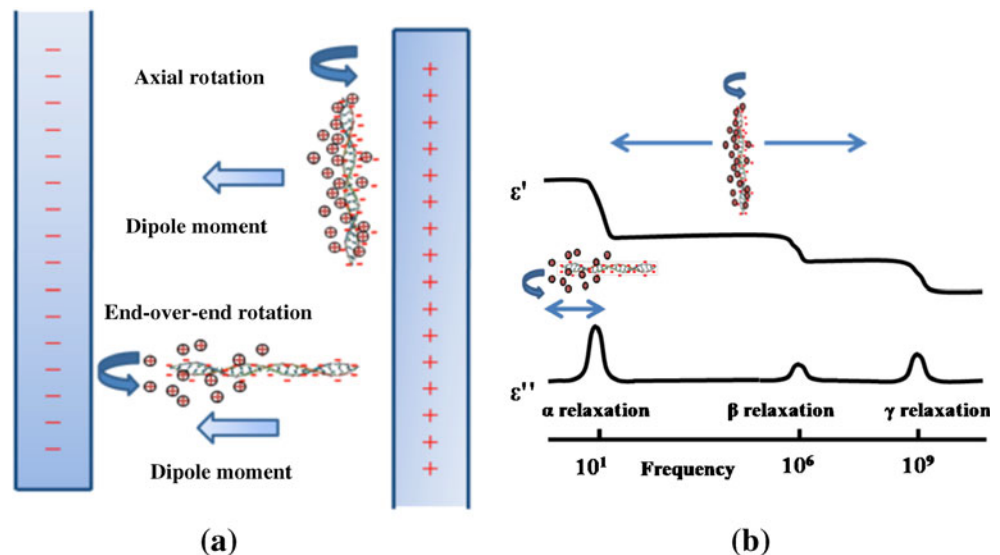 Axial rotation
Dipole moment
End-over-end rotation
Dipole moment
(a)
ε'
ε''
α relaxation β relaxation γ relaxation
10¹ Frequency 10⁶ 10⁹
(b)